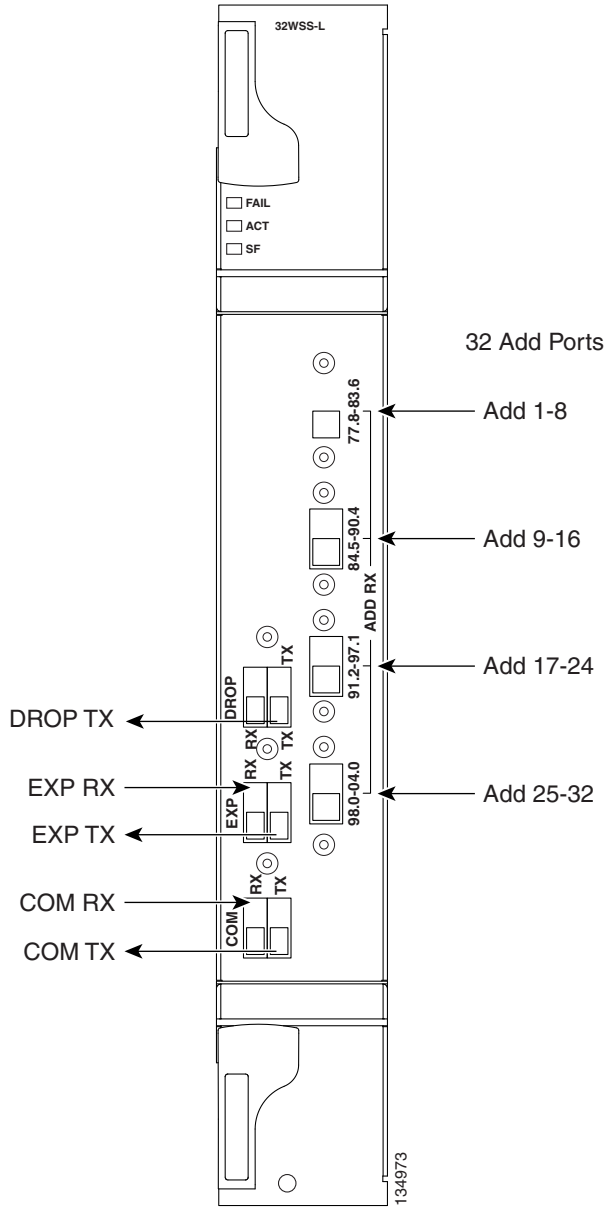 32WSS-L
FAIL
ACT
SF
32 Add Ports
77.8-83.6
Add 1-8
84.5-90.4
Add 9-16
ADD RX
91.2-97.1
Add 17-24
98.0-04.0
Add 25-32
TX
DROP
DROP TX
RX
TX
RX
TX
EXP RX
EXP
EXP TX
RX
TX
COM RX
COM
COM TX
134973